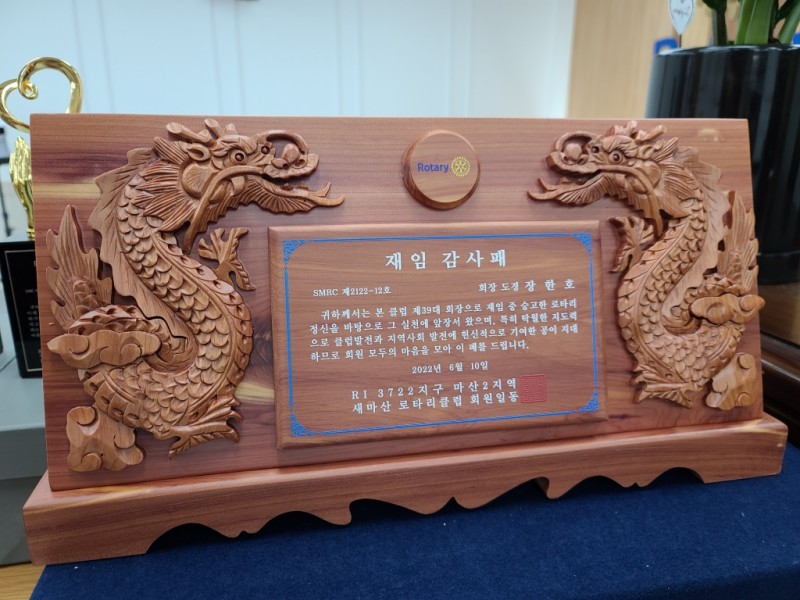 Rotary
재임 감사패
SMRC 제2122-12호
회장 도경 장한호
귀하께서는 본 클럽 제39대 회장으로 재임 중 숭고한 로타리
정신을 바탕으로 그 실천에 앞장서 왔으며, 특히 탁월한 지도력
으로 클럽발전과 지역사회 발전에 헌신적으로 기여한 공이 지대
하므로 회원 모두의 마음을 모아 이 패를 드립니다.
2022년 6월 10일
RI 3722지구 마산2지역
새마산 로타리클럽 회원일동